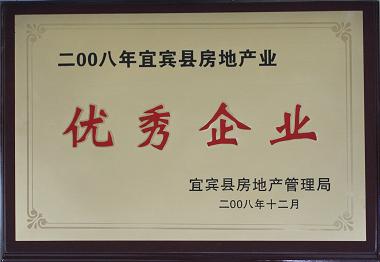 二00八年宜宾县房地产业
优秀企业
宜宾县房地产管理局
二00八年十二月